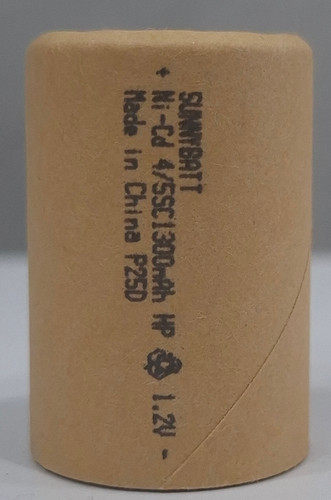 SUNNYBATT
+ Ni-Cd 4/5SC1300mAh HP 1.2V -
Made in China P25D